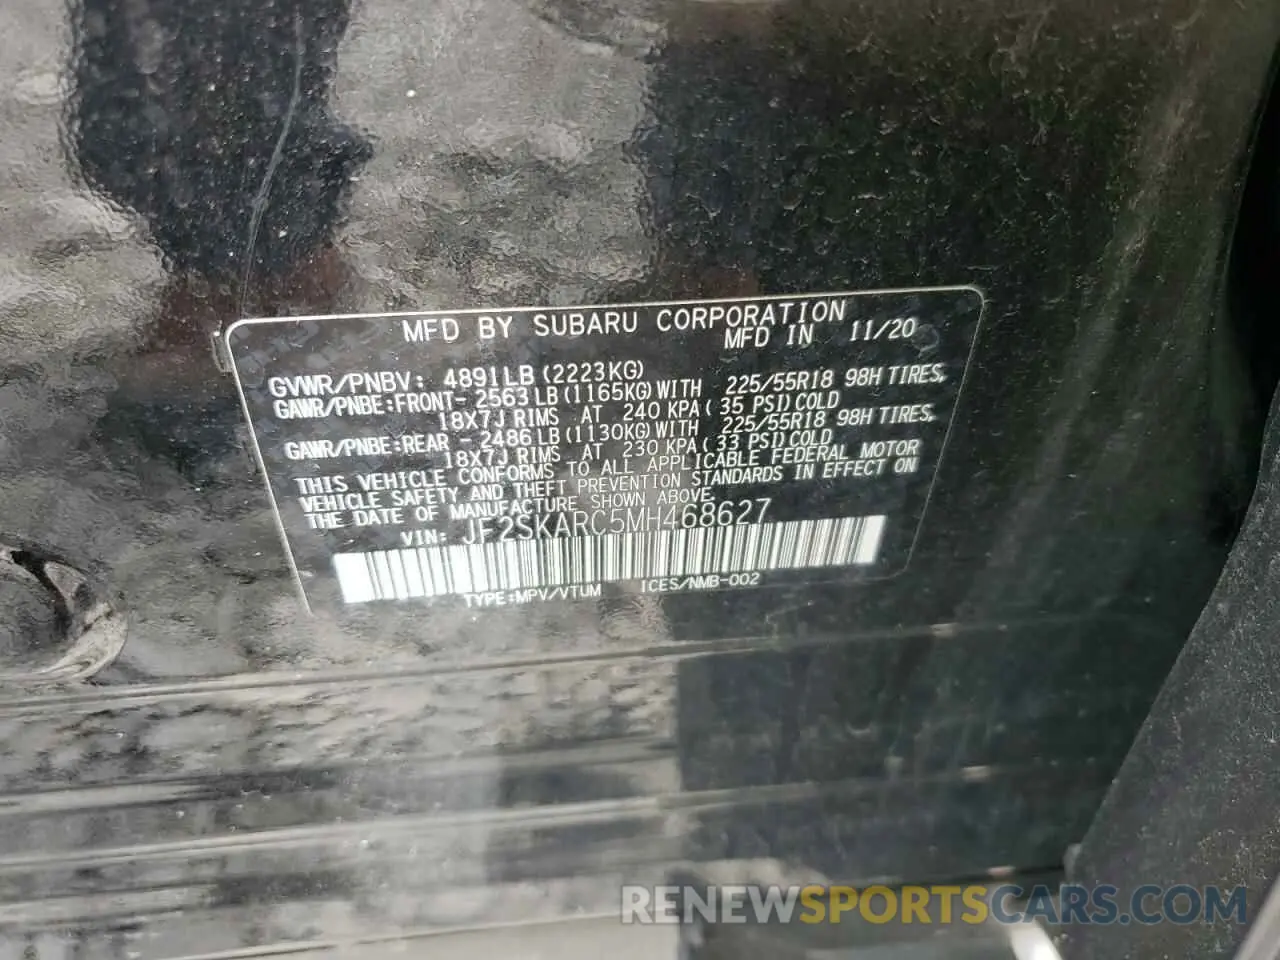 MFD BY SUBARU CORPORATION
MFD IN 11/20
GVWR/PNBV: 4891LB (2223KG)
GAWR/PNBE:FRONT- 2563 LB (1165KG) WITH 225/55R18 98H TIRES,
18X7J RIMS AT 240 KPA ( 35 PSI) COLD
GAWR/PNBE:REAR - 2486 LB (1130KG) WITH 225/55R18 98H TIRES,
18X7J RIMS AT 230 KPA ( 33 PSI) COLD
THIS VEHICLE CONFORMS TO ALL APPLICABLE FEDERAL MOTOR
VEHICLE SAFETY AND THEFT PREVENTION STANDARDS IN EFFECT ON
THE DATE OF MANUFACTURE SHOWN ABOVE.
VIN: JF2SKARC5MH468627
TYPE:MPV/VTUM ICES/NMB-002
RENEWSPORTSCARS.COM